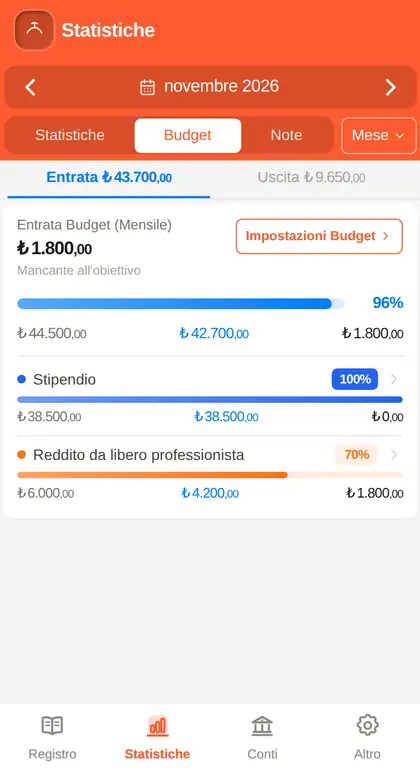 Statistiche
novembre 2026
Statistiche Budget Note Mese
Entrata ₺43.700,00 Uscita ₺9.650,00
Entrata Budget (Mensile)
₺1.800,00
Impostazioni Budget
Mancante all'obiettivo
96%
₺44.500,00 ₺42.700,00 ₺1.800,00
Stipendio 100%
₺38.500,00 ₺38.500,00 ₺0,00
Reddito da libero professionista 70%
₺6.000,00 ₺4.200,00 ₺1.800,00
Registro Statistiche Conti Altro